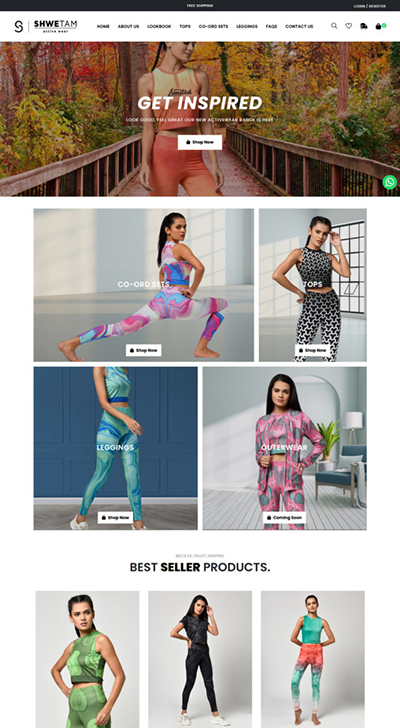 FREE SHIPPING
LOGIN / REGISTER
S SHWETAM
active wear
HOME ABOUT US LOOKBOOK TOPS CO-ORD SETS LEGGINGS FAQS CONTACT US
Limited
GET INSPIRED
LOOK GOOD, FEEL GREAT OUR NEW ACTIVEWEAR RANGE IS HERE
Shop Now
CO-ORD SETS
TOPS
Shop Now
Shop Now
LEGGINGS
OUTERWEAR
Shop Now
Coming Soon
BELIEVE.TRUST.INSPIRE
BEST SELLER PRODUCTS.